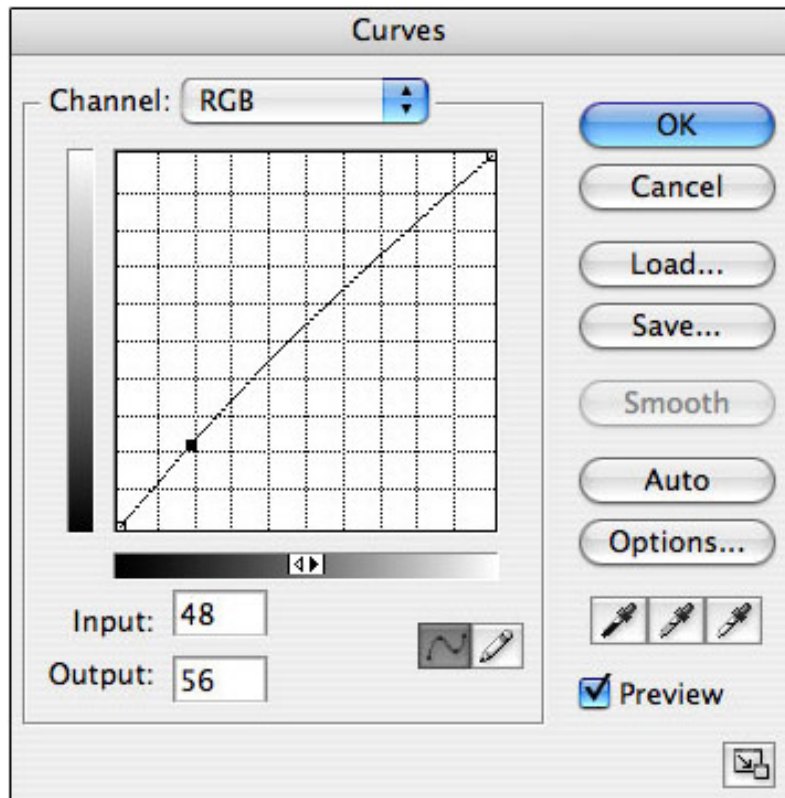 Curves
Channel: RGB
OK
Cancel
Load...
Save...
Smooth
Auto
Options...
Input: 48
Output: 56
Preview